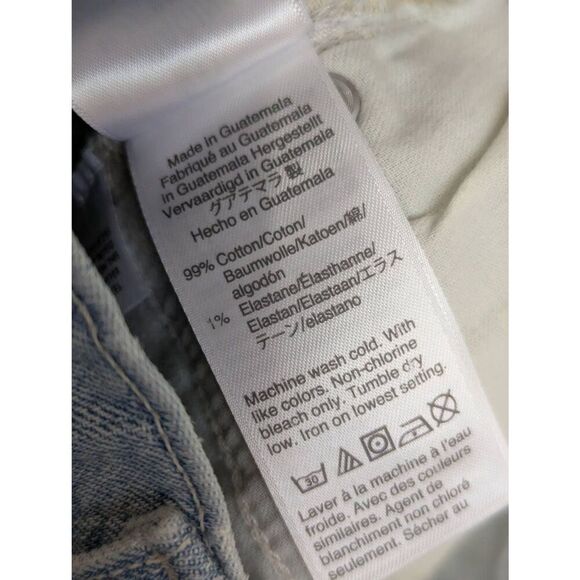 Made in Guatemala
Fabriqué au Guatemala
in Guatemala Hergestellt
Vervaardigd in Guatemala
グアテマラ 製
Hecho en Guatemala
99% Cotton/Coton/
Baumwolle/Katoen/綿/
algodón
1% Elastane/Élasthanne/
Elastan/Elastaan/エラス
テーン/elastano
Machine wash cold. With
like colors. Non-chlorine
bleach only. Tumble dry
low. Iron on lowest setting.
30
Laver à la machine à l'eau
froide. Avec des couleurs
similaires. Agent de
blanchiment non chloré
seulement. Sécher au